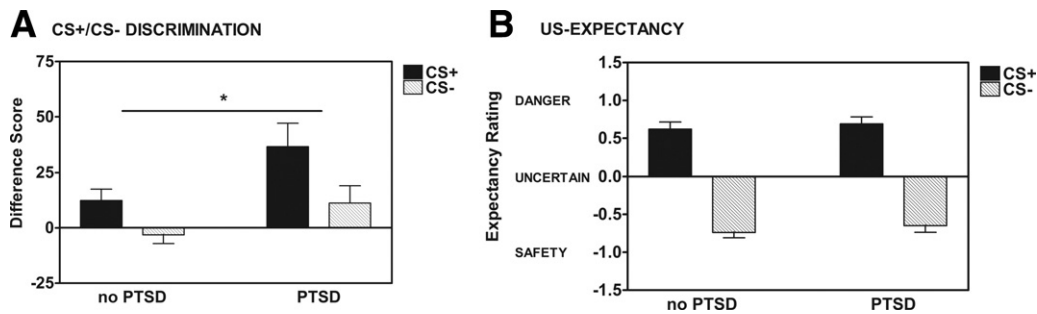 A CS+/CS- DISCRIMINATION
75
50
25
0
-25
Difference Score
*
no PTSD
PTSD
CS+
CS-
B US-EXPECTANCY
1.5
1.0
0.5
0.0
-0.5
-1.0
-1.5
Expectancy Rating
DANGER
UNCERTAIN
SAFETY
no PTSD
PTSD
CS+
CS-